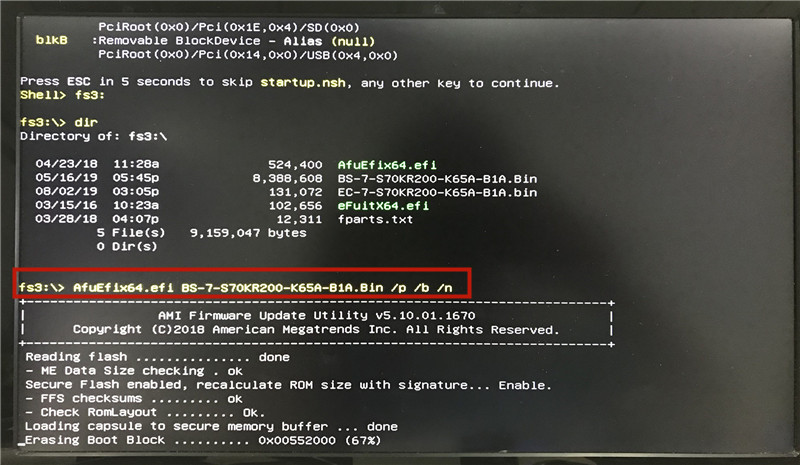 PciRoot(0x0)/Pci(0x1E,0x4)/SD(0x0)
blkB :Removable BlockDevice - Alias (null)
PciRoot(0x0)/Pci(0x14,0x0)/USB(0x4,0x0)
Press ESC in 5 seconds to skip startup.nsh, any other key to continue.
Shell> fs3:
fs3:\> dir
Directory of: fs3:\
04/23/18 11:28a 524,400 AfuEfix64.efi
05/16/19 05:45p 8,388,608 BS-7-S70KR200-K65A-B1A.Bin
08/02/19 03:05p 131,072 EC-7-S70KR200-K65A-B1A.bin
03/15/16 10:23a 102,656 eFuitX64.efi
03/28/18 04:07p 12,311 fparts.txt
5 File(s) 9,159,047 bytes
0 Dir(s)
fs3:\> AfuEfix64.efi BS-7-S70KR200-K65A-B1A.Bin /p /b /n
AMI Firmware Update Utility v5.10.01.1670
Copyright (C)2018 American Megatrends Inc. All Rights Reserved.
Reading flash ............... done
- ME Data Size checking . ok
Secure Flash enabled, recalculate ROM size with signature... Enable.
- FFS checksums ......... ok
- Check RomLayout ......... Ok.
Loading capsule to secure memory buffer ... done
Erasing Boot Block .......... 0x00552000 (67%)